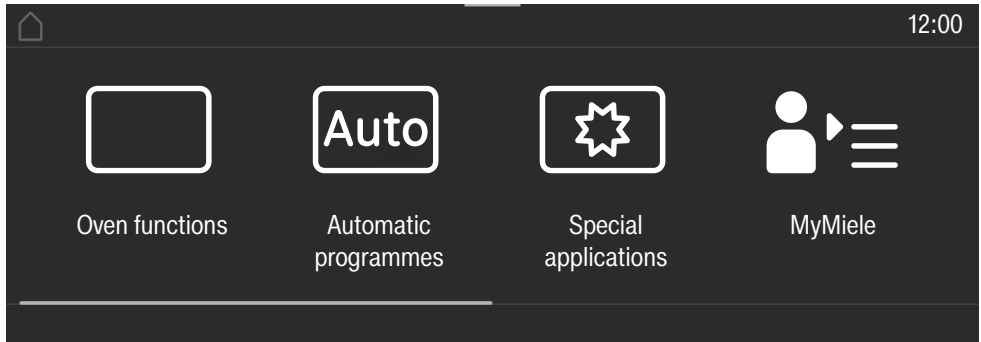 12:00
Auto
Oven functions
Automatic
programmes
Special
applications
MyMiele